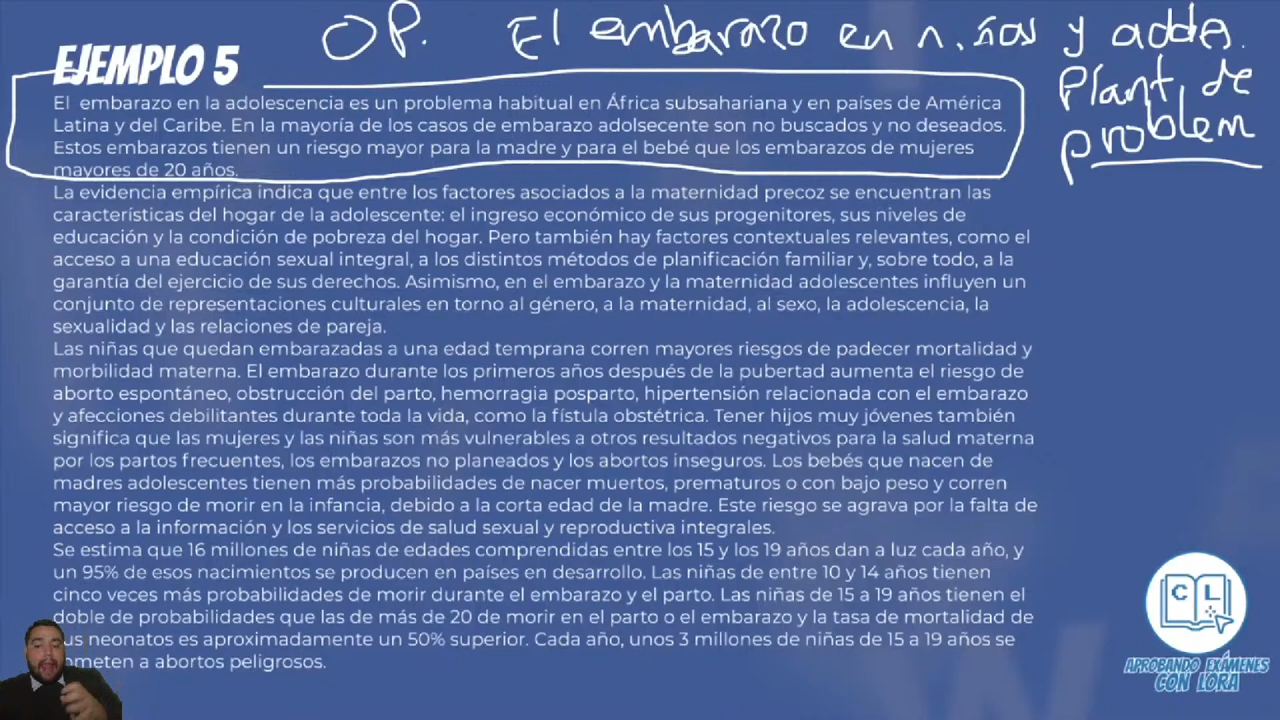 OP. El embarazo en niñas y adoles.
Plant. de
problem
EJEMPLO 5
El embarazo en la adolescencia es un problema habitual en África subsahariana y en países de América
Latina y del Caribe. En la mayoría de los casos de embarazo adolsecente son no buscados y no deseados.
Estos embarazos tienen un riesgo mayor para la madre y para el bebé que los embarazos de mujeres
mayores de 20 años.
La evidencia empírica indica que entre los factores asociados a la maternidad precoz se encuentran las
características del hogar de la adolescente: el ingreso económico de sus progenitores, sus niveles de
educación y la condición de pobreza del hogar. Pero también hay factores contextuales relevantes, como el
acceso a una educación sexual integral, a los distintos métodos de planificación familiar y, sobre todo, a la
garantía del ejercicio de sus derechos. Asimismo, en el embarazo y la maternidad adolescentes influyen un
conjunto de representaciones culturales en torno al género, a la maternidad, al sexo, la adolescencia, la
sexualidad y las relaciones de pareja.
Las niñas que quedan embarazadas a una edad temprana corren mayores riesgos de padecer mortalidad y
morbilidad materna. El embarazo durante los primeros años después de la pubertad aumenta el riesgo de
aborto espontáneo, obstrucción del parto, hemorragia posparto, hipertensión relacionada con el embarazo
y afecciones debilitantes durante toda la vida, como la fístula obstétrica. Tener hijos muy jóvenes también
significa que las mujeres y las niñas son más vulnerables a otros resultados negativos para la salud materna
por los partos frecuentes, los embarazos no planeados y los abortos inseguros. Los bebés que nacen de
madres adolescentes tienen más probabilidades de nacer muertos, prematuros o con bajo peso y corren
mayor riesgo de morir en la infancia, debido a la corta edad de la madre. Este riesgo se agrava por la falta de
acceso a la información y los servicios de salud sexual y reproductiva integrales.
Se estima que 16 millones de niñas de edades comprendidas entre los 15 y los 19 años dan a luz cada año, y
un 95% de esos nacimientos se producen en países en desarrollo. Las niñas de entre 10 y 14 años tienen
cinco veces más probabilidades de morir durante el embarazo y el parto. Las niñas de 15 a 19 años tienen el
doble de probabilidades que las de más de 20 de morir en el parto o el embarazo y la tasa de mortalidad de
us neonatos es aproximadamente un 50% superior. Cada año, unos 3 millones de niñas de 15 a 19 años se
ometen a abortos peligrosos.
C L
APROBANDO EXÁMENES
CON LORA